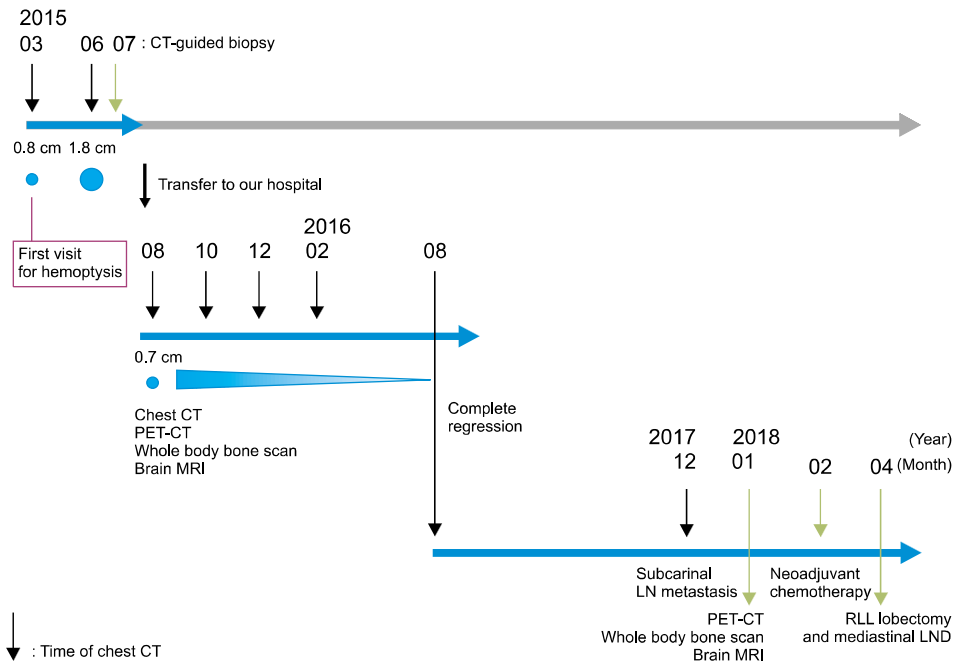 2015
03 06 07 : CT-guided biopsy
0.8 cm 1.8 cm
Transfer to our hospital
First visit
for hemoptysis
2016
08 10 12 02 08
0.7 cm
Chest CT
PET-CT
Whole body bone scan
Brain MRI
Complete
regression
2017 2018 (Year)
12 01 02 04 (Month)
Subcarinal
LN metastasis
Neoadjuvant
chemotherapy
PET-CT
Whole body bone scan
Brain MRI
RLL lobectomy
and mediastinal LND
: Time of chest CT